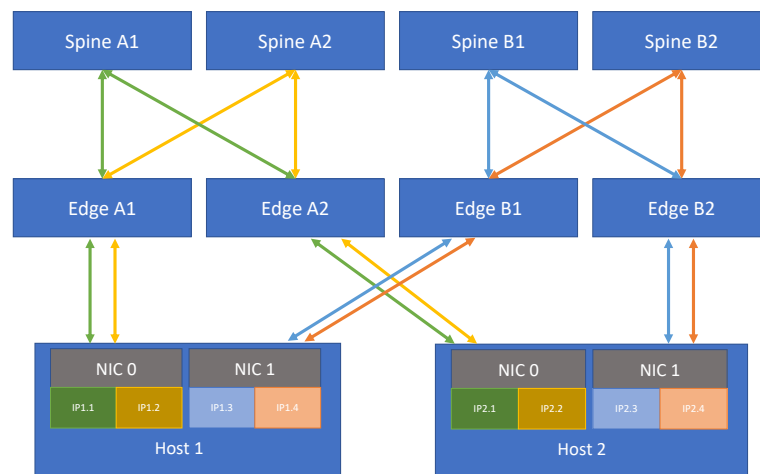 Spine A1
Spine A2
Spine B1
Spine B2
Edge A1
Edge A2
Edge B1
Edge B2
NIC 0
NIC 1
NIC 0
NIC 1
IP1.1
IP1.2
IP1.3
IP1.4
IP2.1
IP2.2
IP2.3
IP2.4
Host 1
Host 2